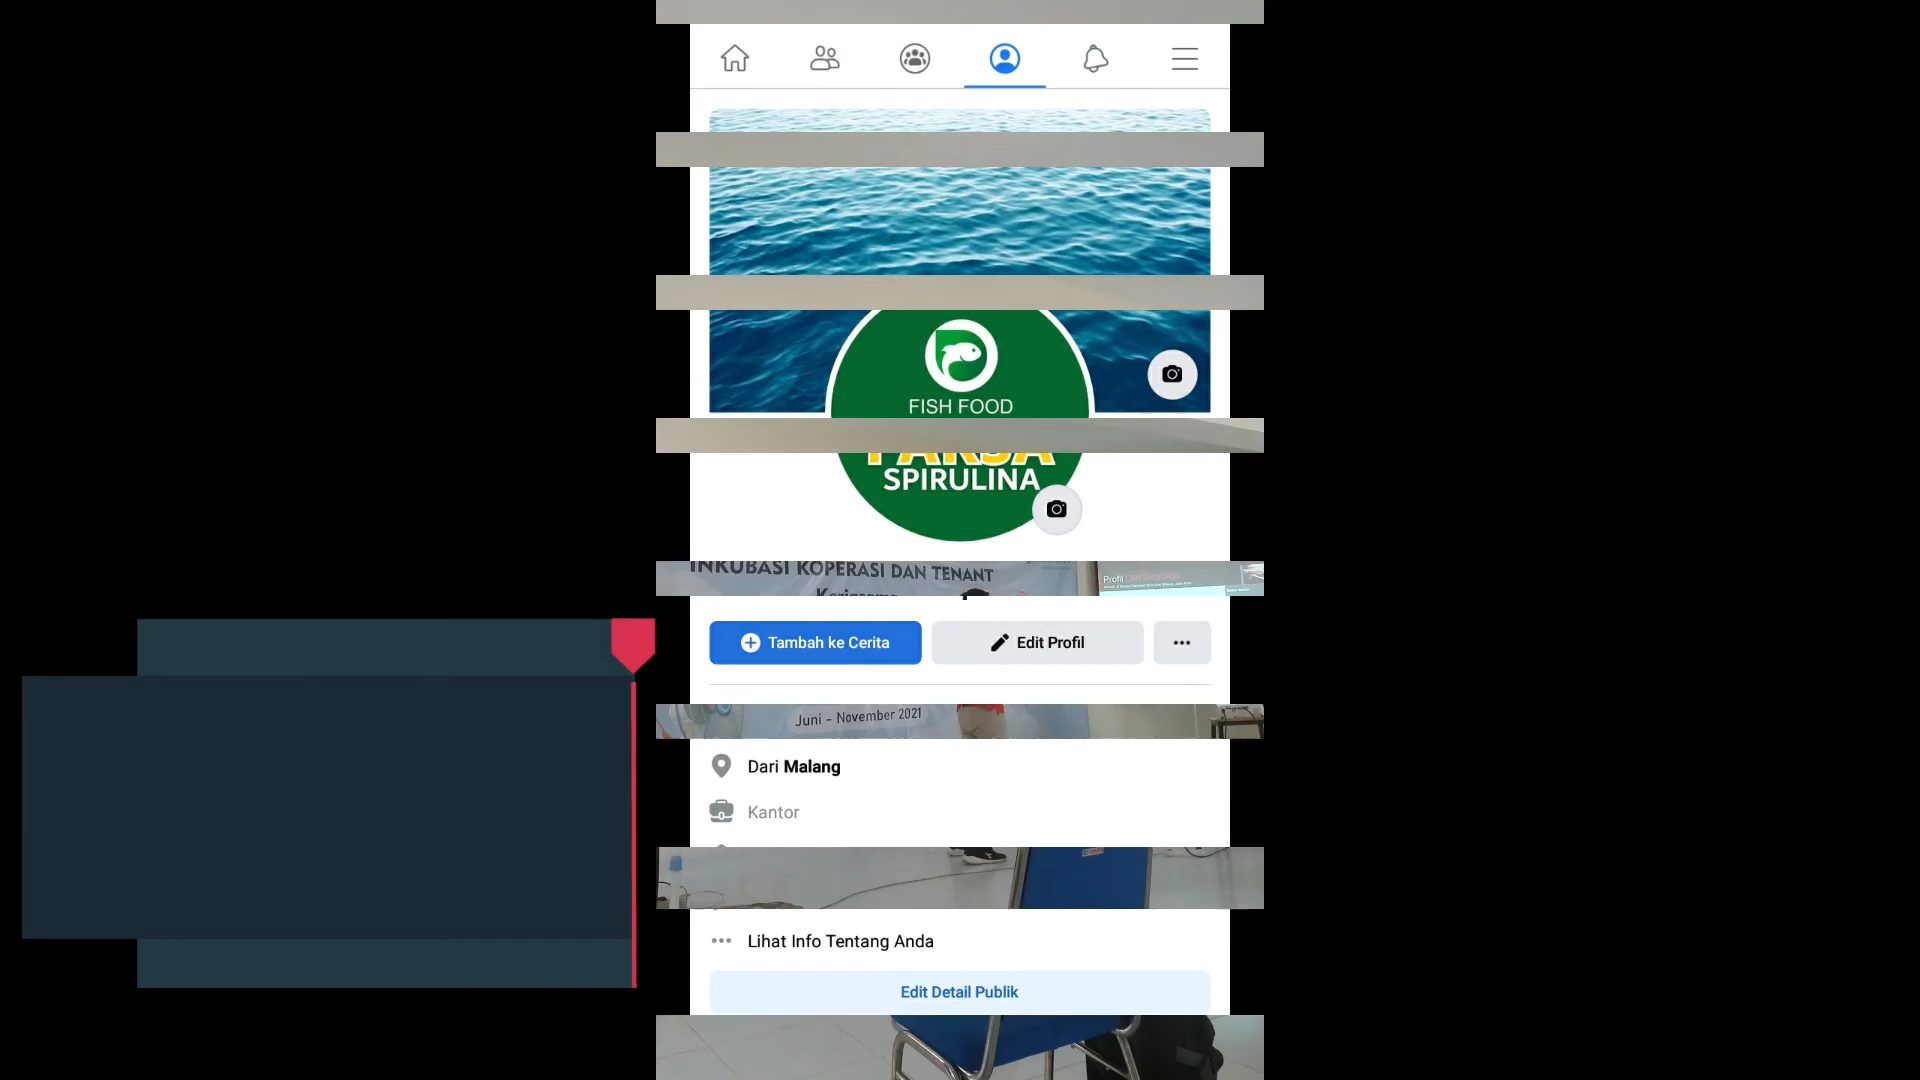 FISH FOOD
SPIRULINA
INKUBASI KOPERASI DAN TENANT
Profil
Tambah ke Cerita
Edit Profil
Juni - November 2021
Dari Malang
Kantor
Lihat Info Tentang Anda
Edit Detail Publik